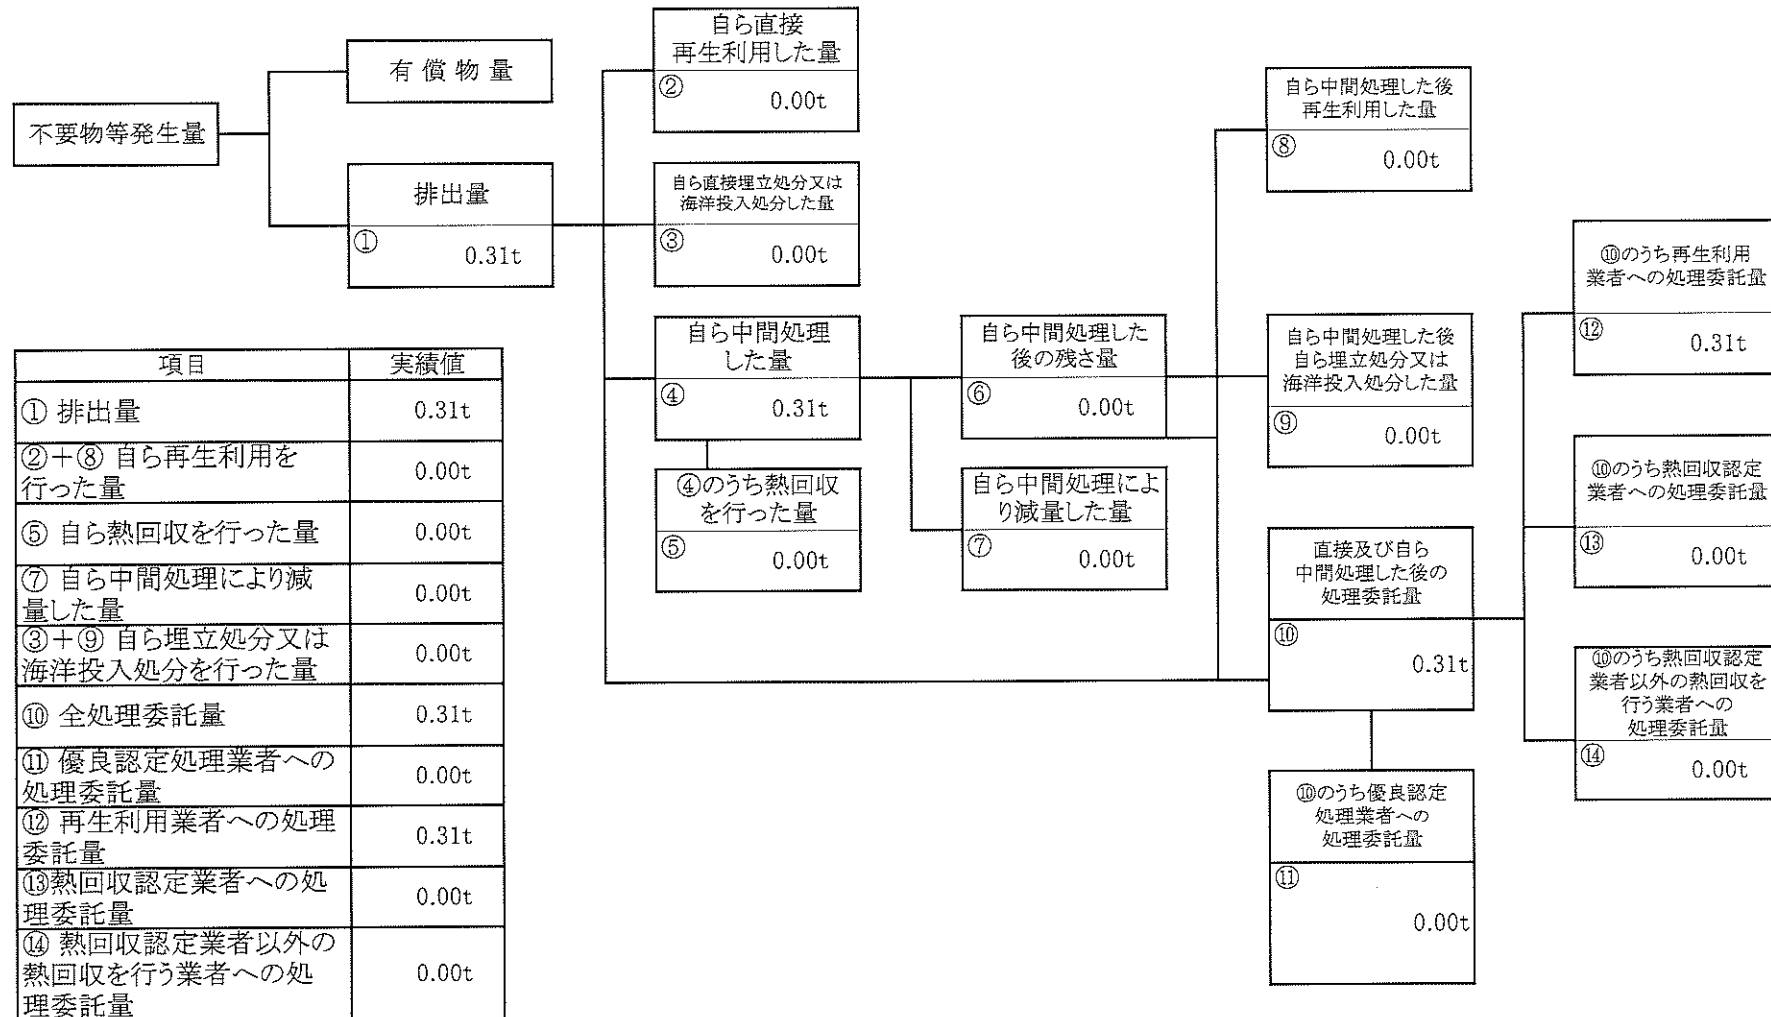 不要物等発生量
有償物量
排出量
①
0.31t
自ら直接
再生利用した量
②
0.00t
自ら直接埋立処分又は
海洋投入処分した量
③
0.00t
自ら中間処理
した量
④
0.31t
④のうち熱回収
を行った量
⑤
0.00t
自ら中間処理した
後の残さ量
⑥
0.00t
自ら中間処理によ
り減量した量
⑦
0.00t
自ら中間処理した後
再生利用した量
⑧
0.00t
自ら中間処理した後
自ら埋立処分又は
海洋投入処分した量
⑨
0.00t
直接及び自ら
中間処理した後の
処理委託量
⑩
0.31t
⑩のうち優良認定
処理業者への
処理委託量
⑪
0.00t
⑩のうち再生利用
業者への処理委託量
⑫
0.31t
⑩のうち熱回収認定
業者への処理委託量
⑬
0.00t
⑩のうち熱回収認定
業者以外の熱回収を
行う業者への
処理委託量
⑭
0.00t
項目 実績値
① 排出量 0.31t
②+⑧ 自ら再生利用を
行った量 0.00t
⑤ 自ら熱回収を行った量 0.00t
⑦ 自ら中間処理により減
量した量 0.00t
③+⑨ 自ら埋立処分又は
海洋投入処分を行った量 0.00t
⑩ 全処理委託量 0.31t
⑪ 優良認定処理業者への
処理委託量 0.00t
⑫ 再生利用業者への処理
委託量 0.31t
⑬熱回収認定業者への処
理委託量 0.00t
⑭ 熱回収認定業者以外の
熱回収を行う業者への処
理委託量 0.00t